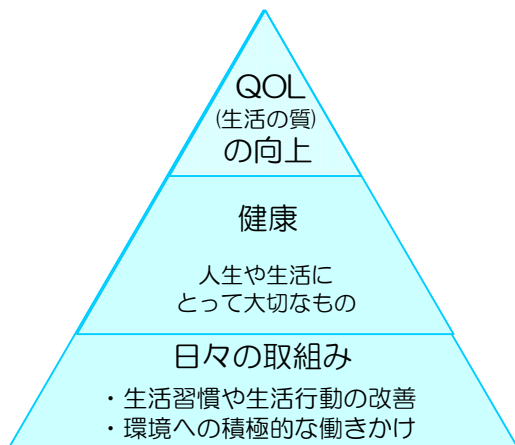 QOL
(生活の質)
の向上
健康
人生や生活に
とって大切なもの
日々の取組み
・生活習慣や生活行動の改善
・環境への積極的な働きかけ